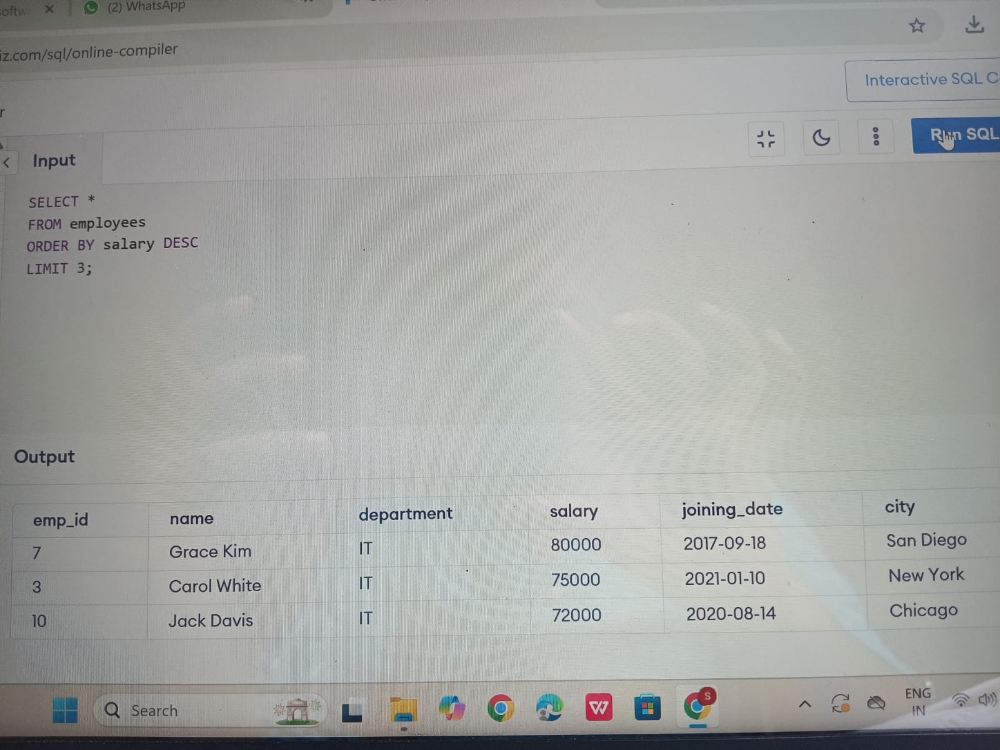 (2) WhatsApp
iz.com/sql/online-compiler
Interactive SQL C
r
Input
Run SQL
SELECT *
FROM employees
ORDER BY salary DESC
LIMIT 3;
Output
emp_id name department salary joining_date city
7 Grace Kim IT 80000 2017-09-18 San Diego
3 Carol White IT 75000 2021-01-10 New York
10 Jack Davis IT 72000 2020-08-14 Chicago
Search
S
ENG
IN